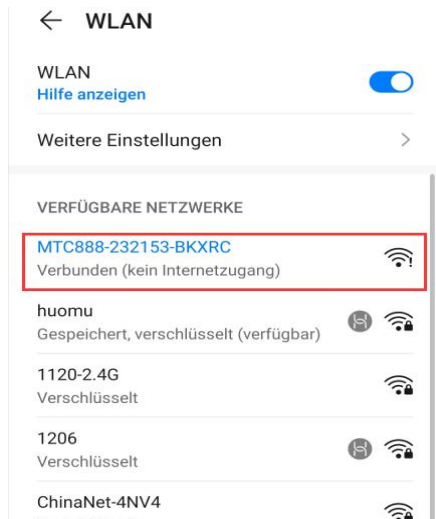 WLAN
WLAN
Hilfe anzeigen
Weitere Einstellungen
VERFÜGBARE NETZWERKE
MTC888-232153-BKXRC
Verbunden (kein Internetzugang)
huomu
Gespeichert, verschlüsselt (verfügbar)
1120-2.4G
Verschlüsselt
1206
Verschlüsselt
ChinaNet-4NV4